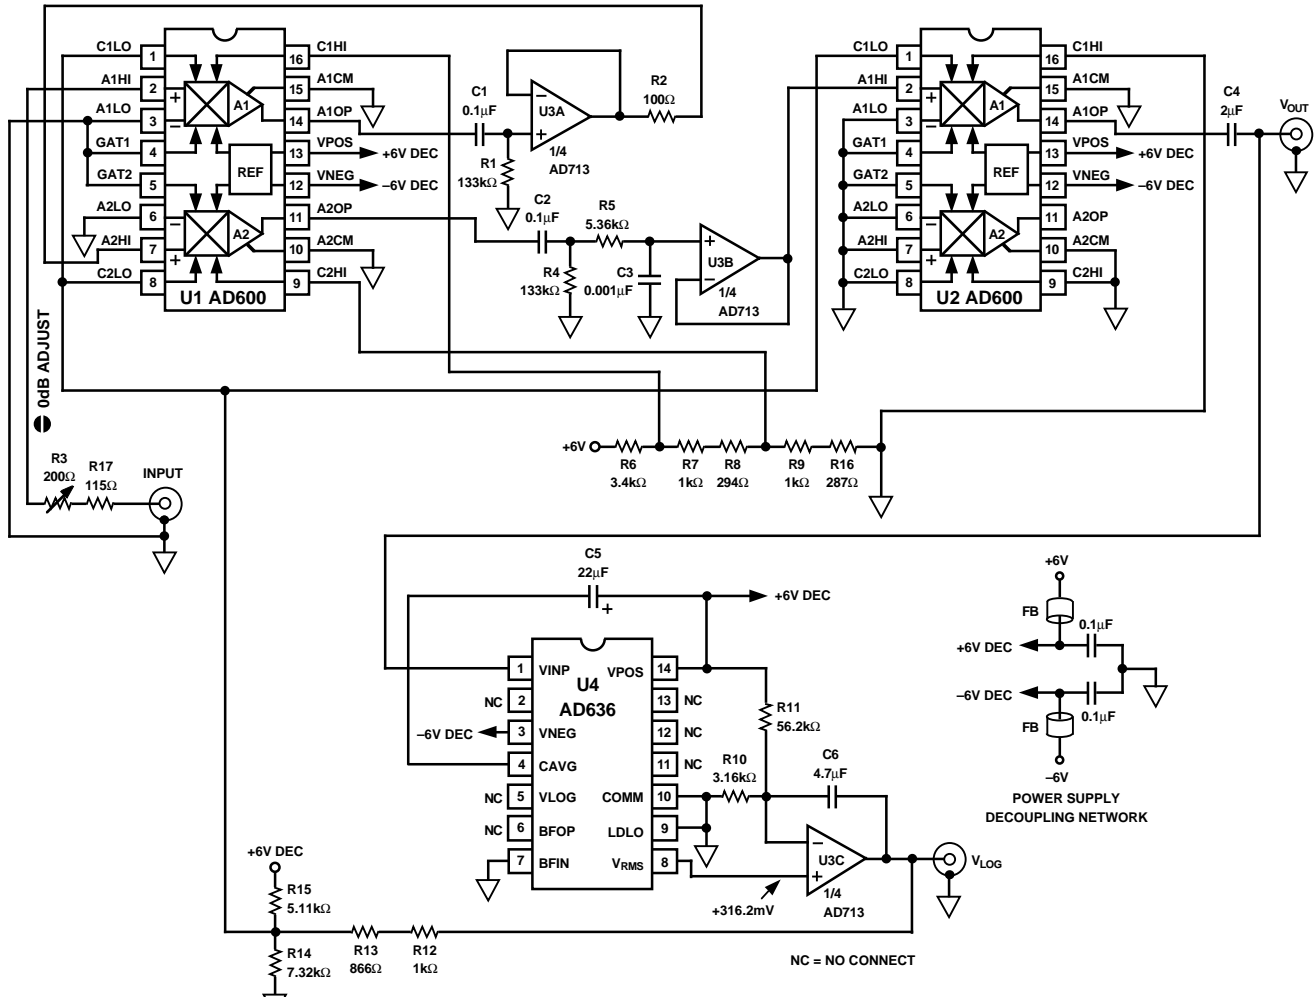 C1LO
1
16
C1HI
A1HI
2
15
A1CM
A1LO
3
14
A1OP
GAT1
4
13
VPOS
+6V DEC
GAT2
5
12
VNEG
–6V DEC
A2LO
6
11
A2OP
A2HI
7
10
A2CM
C2LO
8
9
C2HI
+
–
A1
REF
–
+
A2
U1 AD600
C1
0.1µF
R1
133kΩ
–
+
U3A
1/4
AD713
R2
100Ω
C2
0.1µF
R5
5.36kΩ
R4
133kΩ
C3
0.001µF
+
–
U3B
1/4
AD713
C1LO
1
16
C1HI
A1HI
2
15
A1CM
A1LO
3
14
A1OP
GAT1
4
13
VPOS
+6V DEC
GAT2
5
12
VNEG
–6V DEC
A2LO
6
11
A2OP
A2HI
7
10
A2CM
C2LO
8
9
C2HI
+
–
A1
REF
–
+
A2
U2 AD600
C4
2µF
VOUT
0dB ADJUST
R3
200Ω
R17
115Ω
INPUT
+6V
R6
3.4kΩ
R7
1kΩ
R8
294Ω
R9
1kΩ
R16
287Ω
C5
22µF
+
+6V DEC
1
VINP
VPOS
14
U4
AD636
NC
2
13
NC
–6V DEC
3
VNEG
12
NC
4
CAVG
11
NC
NC
5
VLOG
COMM
10
NC
6
BFOP
LDLO
9
7
BFIN
VRMS
8
R11
56.2kΩ
R10
3.16kΩ
C6
4.7µF
–
+
U3C
1/4
AD713
+316.2mV
VLOG
+6V
FB
0.1µF
+6V DEC
–6V DEC
0.1µF
FB
–6V
POWER SUPPLY
DECOUPLING NETWORK
+6V DEC
R15
5.11kΩ
R14
7.32kΩ
R13
866Ω
R12
1kΩ
NC = NO CONNECT